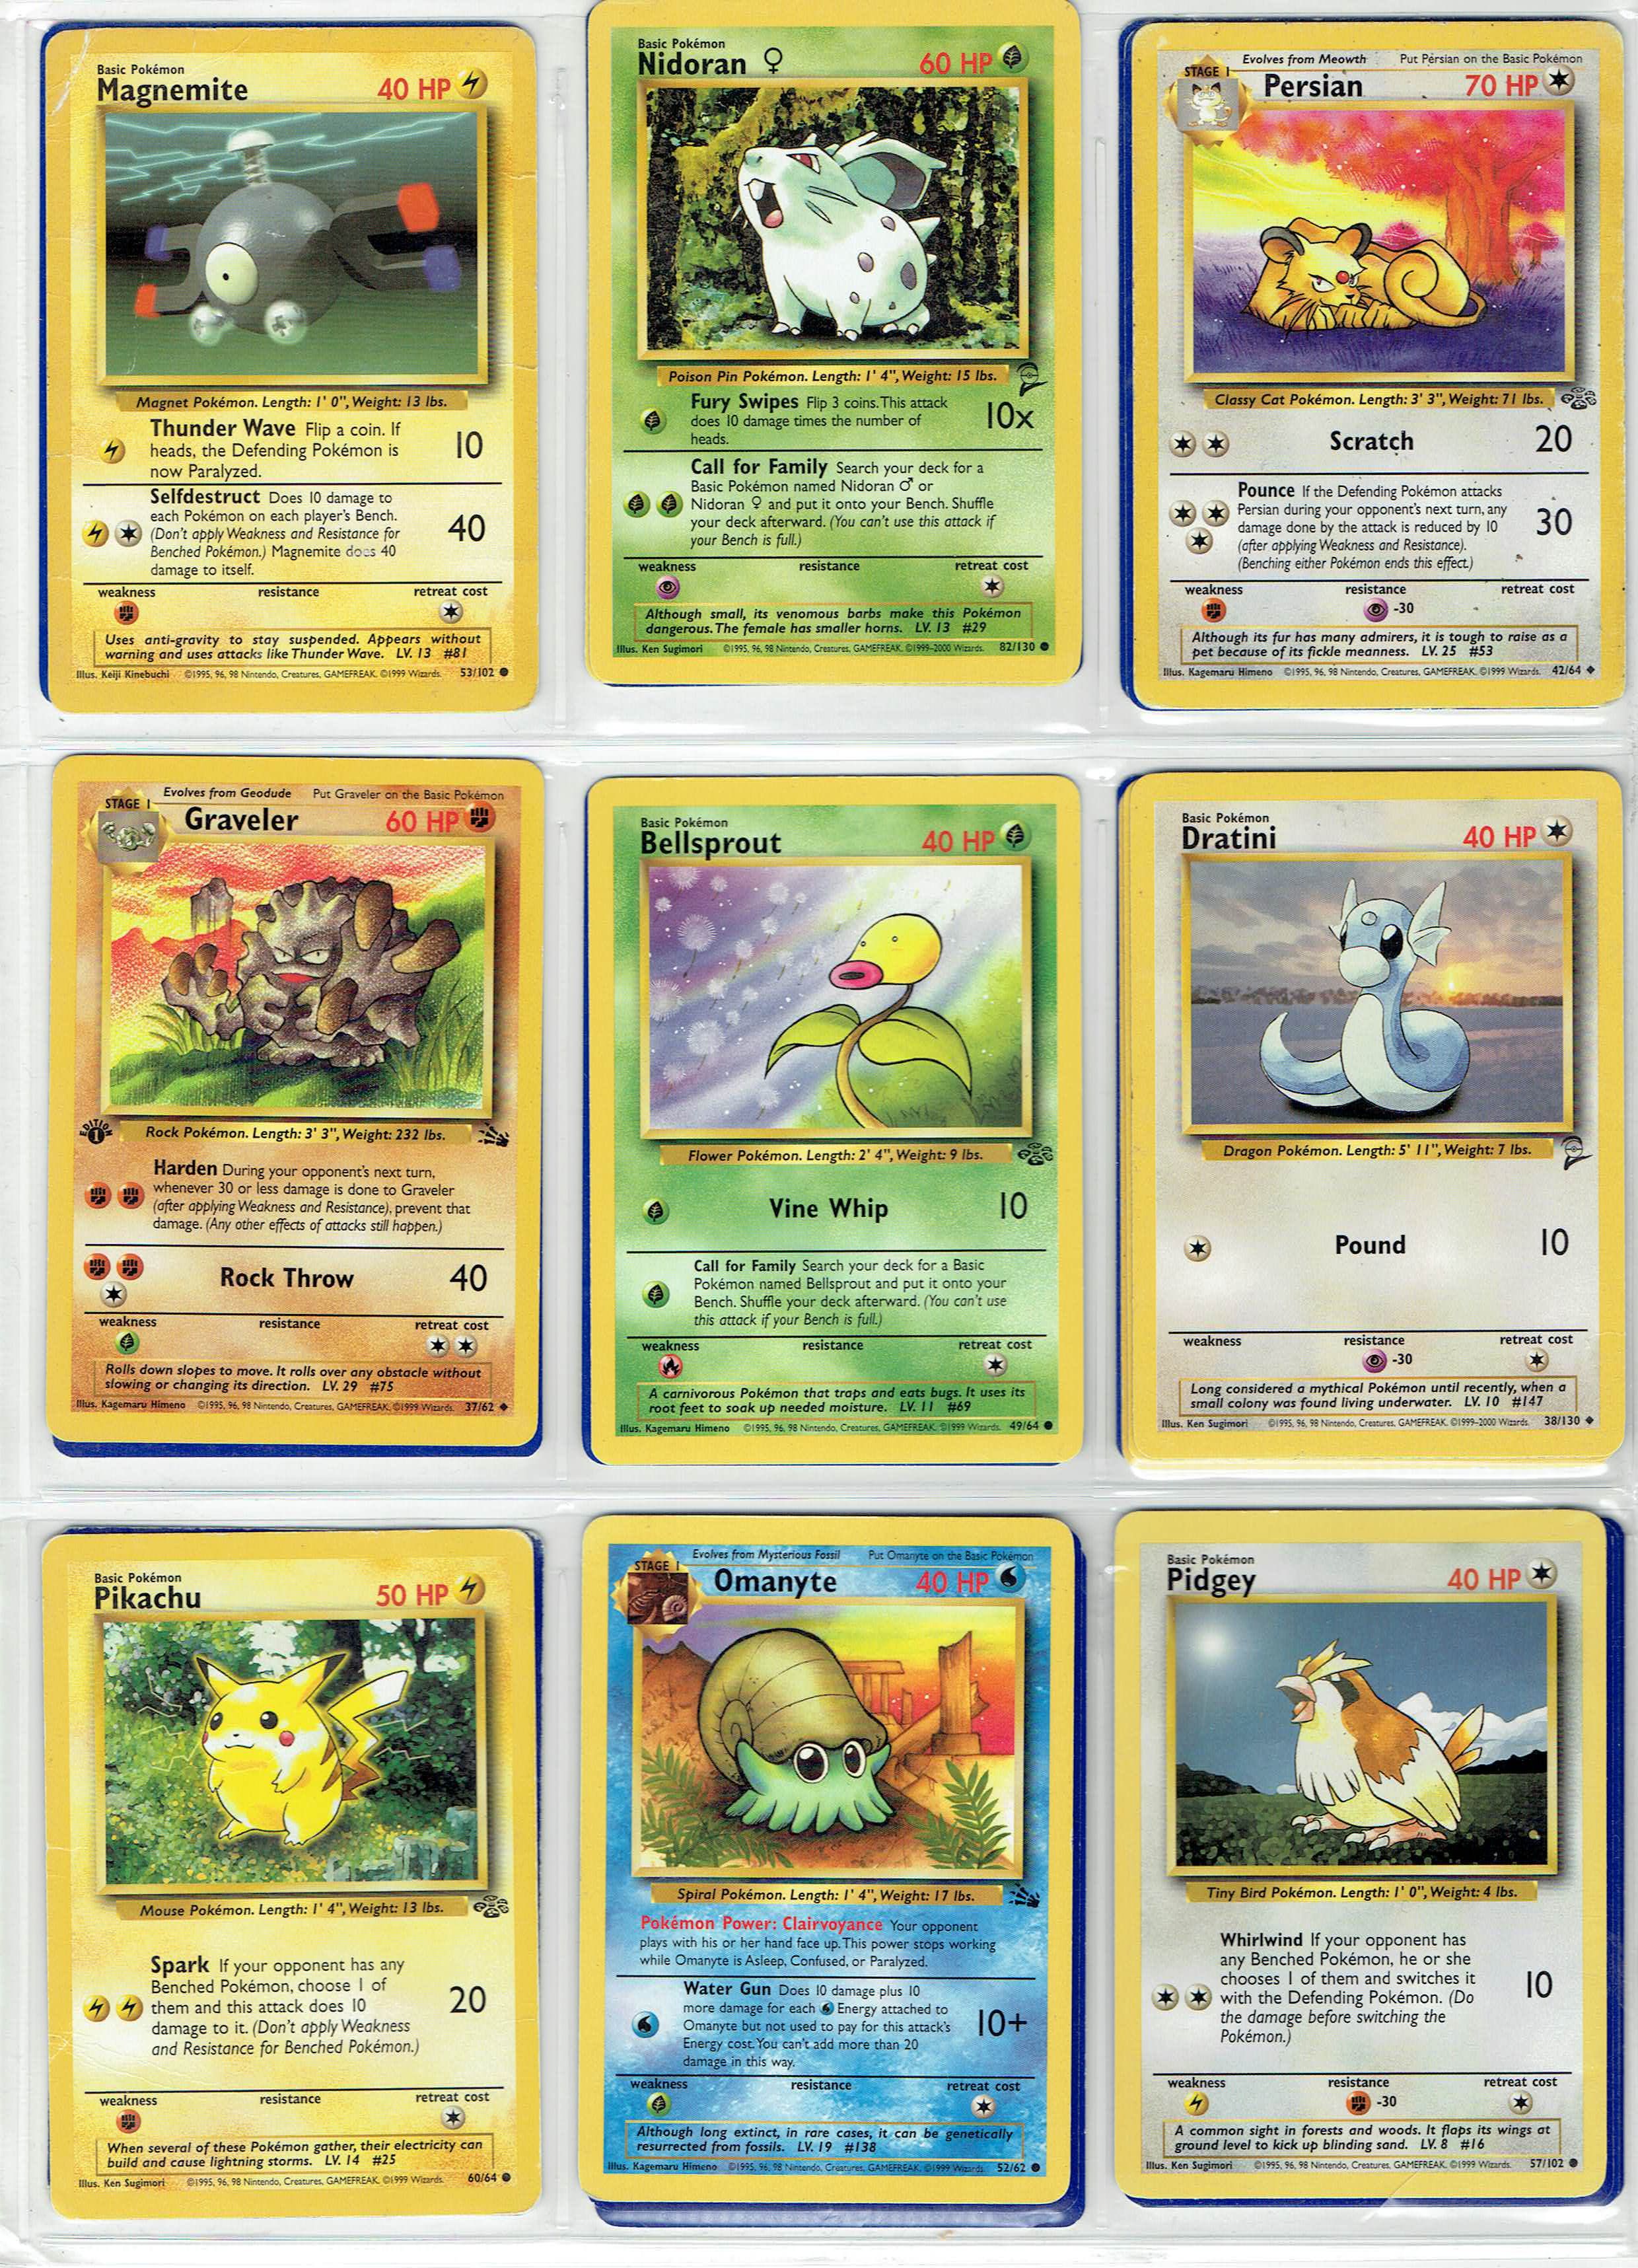 Basic Pokémon
Magnemite 40 HP
Magnet Pokémon. Length: 1' 0", Weight: 13 lbs.
Thunder Wave Flip a coin. If
heads, the Defending Pokémon is
now Paralyzed.
10
Selfdestruct Does 10 damage to
each Pokémon on each player's Bench.
(Don't apply Weakness and Resistance for
Benched Pokémon.) Magnemite does 40
damage to itself.
40
weakness resistance retreat cost
Uses anti-gravity to stay suspended. Appears without
warning and uses attacks like Thunder Wave. LV. 13 #81
Illus. Keiji Kinebuchi ©1995, 96, 98 Nintendo, Creatures, GAMEFREAK. ©1999 Wizards. 53/102 ●
Basic Pokémon
Nidoran ♀ 60 HP
Poison Pin Pokémon. Length: 1' 4", Weight: 15 lbs.
Fury Swipes Flip 3 coins. This attack
does 10 damage times the number of
heads.
10x
Call for Family Search your deck for a
Basic Pokémon named Nidoran ♂ or
Nidoran ♀ and put it onto your Bench. Shuffle
your deck afterward. (You can't use this attack if
your Bench is full.)
weakness resistance retreat cost
Although small, its venomous barbs make this Pokémon
dangerous. The female has smaller horns. LV. 13 #29
Illus. Ken Sugimori ©1995, 96, 98 Nintendo, Creatures, GAMEFREAK. ©1999-2000 Wizards. 82/130 ●
Evolves from Meowth Put Persian on the Basic Pokémon
STAGE 1
Persian 70 HP
Classy Cat Pokémon. Length: 3' 3", Weight: 71 lbs.
Scratch 20
Pounce If the Defending Pokémon attacks
Persian during your opponent's next turn, any
damage done by the attack is reduced by 10
(after applying Weakness and Resistance).
(Benching either Pokémon ends this effect.)
30
weakness resistance retreat cost
-30
Although its fur has many admirers, it is tough to raise as a
pet because of its fickle meanness. LV. 25 #53
Illus. Kagemaru Himeno ©1995, 96, 98 Nintendo, Creatures, GAMEFREAK. ©1999 Wizards. 42/64 ◆
Evolves from Geodude Put Graveler on the Basic Pokémon
STAGE 1
Graveler 60 HP
EDITION 1
Rock Pokémon. Length: 3' 3", Weight: 232 lbs.
Harden During your opponent's next turn,
whenever 30 or less damage is done to Graveler
(after applying Weakness and Resistance), prevent that
damage. (Any other effects of attacks still happen.)
Rock Throw 40
weakness resistance retreat cost
Rolls down slopes to move. It rolls over any obstacle without
slowing or changing its direction. LV. 29 #75
Illus. Kagemaru Himeno ©1995, 96, 98 Nintendo, Creatures, GAMEFREAK. ©1999 Wizards. 37/62 ◆
Basic Pokémon
Bellsprout 40 HP
Flower Pokémon. Length: 2' 4", Weight: 9 lbs.
Vine Whip 10
Call for Family Search your deck for a Basic
Pokémon named Bellsprout and put it onto your
Bench. Shuffle your deck afterward. (You can't use
this attack if your Bench is full.)
weakness resistance retreat cost
A carnivorous Pokémon that traps and eats bugs. It uses its
root feet to soak up needed moisture. LV. 11 #69
Illus. Kagemaru Himeno ©1995, 96, 98 Nintendo, Creatures, GAMEFREAK. ©1999 Wizards. 49/64 ●
Basic Pokémon
Dratini 40 HP
Dragon Pokémon. Length: 5' 11", Weight: 7 lbs.
Pound 10
weakness resistance retreat cost
-30
Long considered a mythical Pokémon until recently, when a
small colony was found living underwater. LV. 10 #147
Illus. Ken Sugimori ©1995, 96, 98 Nintendo, Creatures, GAMEFREAK. ©1999-2000 Wizards. 38/130 ◆
Basic Pokémon
Pikachu 50 HP
Mouse Pokémon. Length: 1' 4", Weight: 13 lbs.
Spark If your opponent has any
Benched Pokémon, choose 1 of
them and this attack does 10
damage to it. (Don't apply Weakness
and Resistance for Benched Pokémon.)
20
weakness resistance retreat cost
When several of these Pokémon gather, their electricity can
build and cause lightning storms. LV. 14 #25
Illus. Ken Sugimori ©1995, 96, 98 Nintendo, Creatures, GAMEFREAK. ©1999 Wizards. 60/64 ●
Evolves from Mysterious Fossil Put Omanyte on the Basic Pokémon
STAGE 1
Omanyte 40 HP
Spiral Pokémon. Length: 1' 4", Weight: 17 lbs.
Pokémon Power: Clairvoyance Your opponent
plays with his or her hand face up. This power stops working
while Omanyte is Asleep, Confused, or Paralyzed.
Water Gun Does 10 damage plus 10
more damage for each Energy attached to
Omanyte but not used to pay for this attack's
Energy cost. You can't add more than 20
damage in this way.
10+
weakness resistance retreat cost
Although long extinct, in rare cases, it can be genetically
resurrected from fossils. LV. 19 #138
Illus. Kagemaru Himeno ©1995, 96, 98 Nintendo, Creatures, GAMEFREAK. ©1999 Wizards. 52/62 ●
Basic Pokémon
Pidgey 40 HP
Tiny Bird Pokémon. Length: 1' 0", Weight: 4 lbs.
Whirlwind If your opponent has
any Benched Pokémon, he or she
chooses 1 of them and switches it
with the Defending Pokémon. (Do
the damage before switching the
Pokémon.)
10
weakness resistance retreat cost
-30
A common sight in forests and woods. It flaps its wings at
ground level to kick up blinding sand. LV. 8 #16
Illus. Ken Sugimori ©1995, 96, 98 Nintendo, Creatures, GAMEFREAK. ©1999 Wizards. 57/102 ●